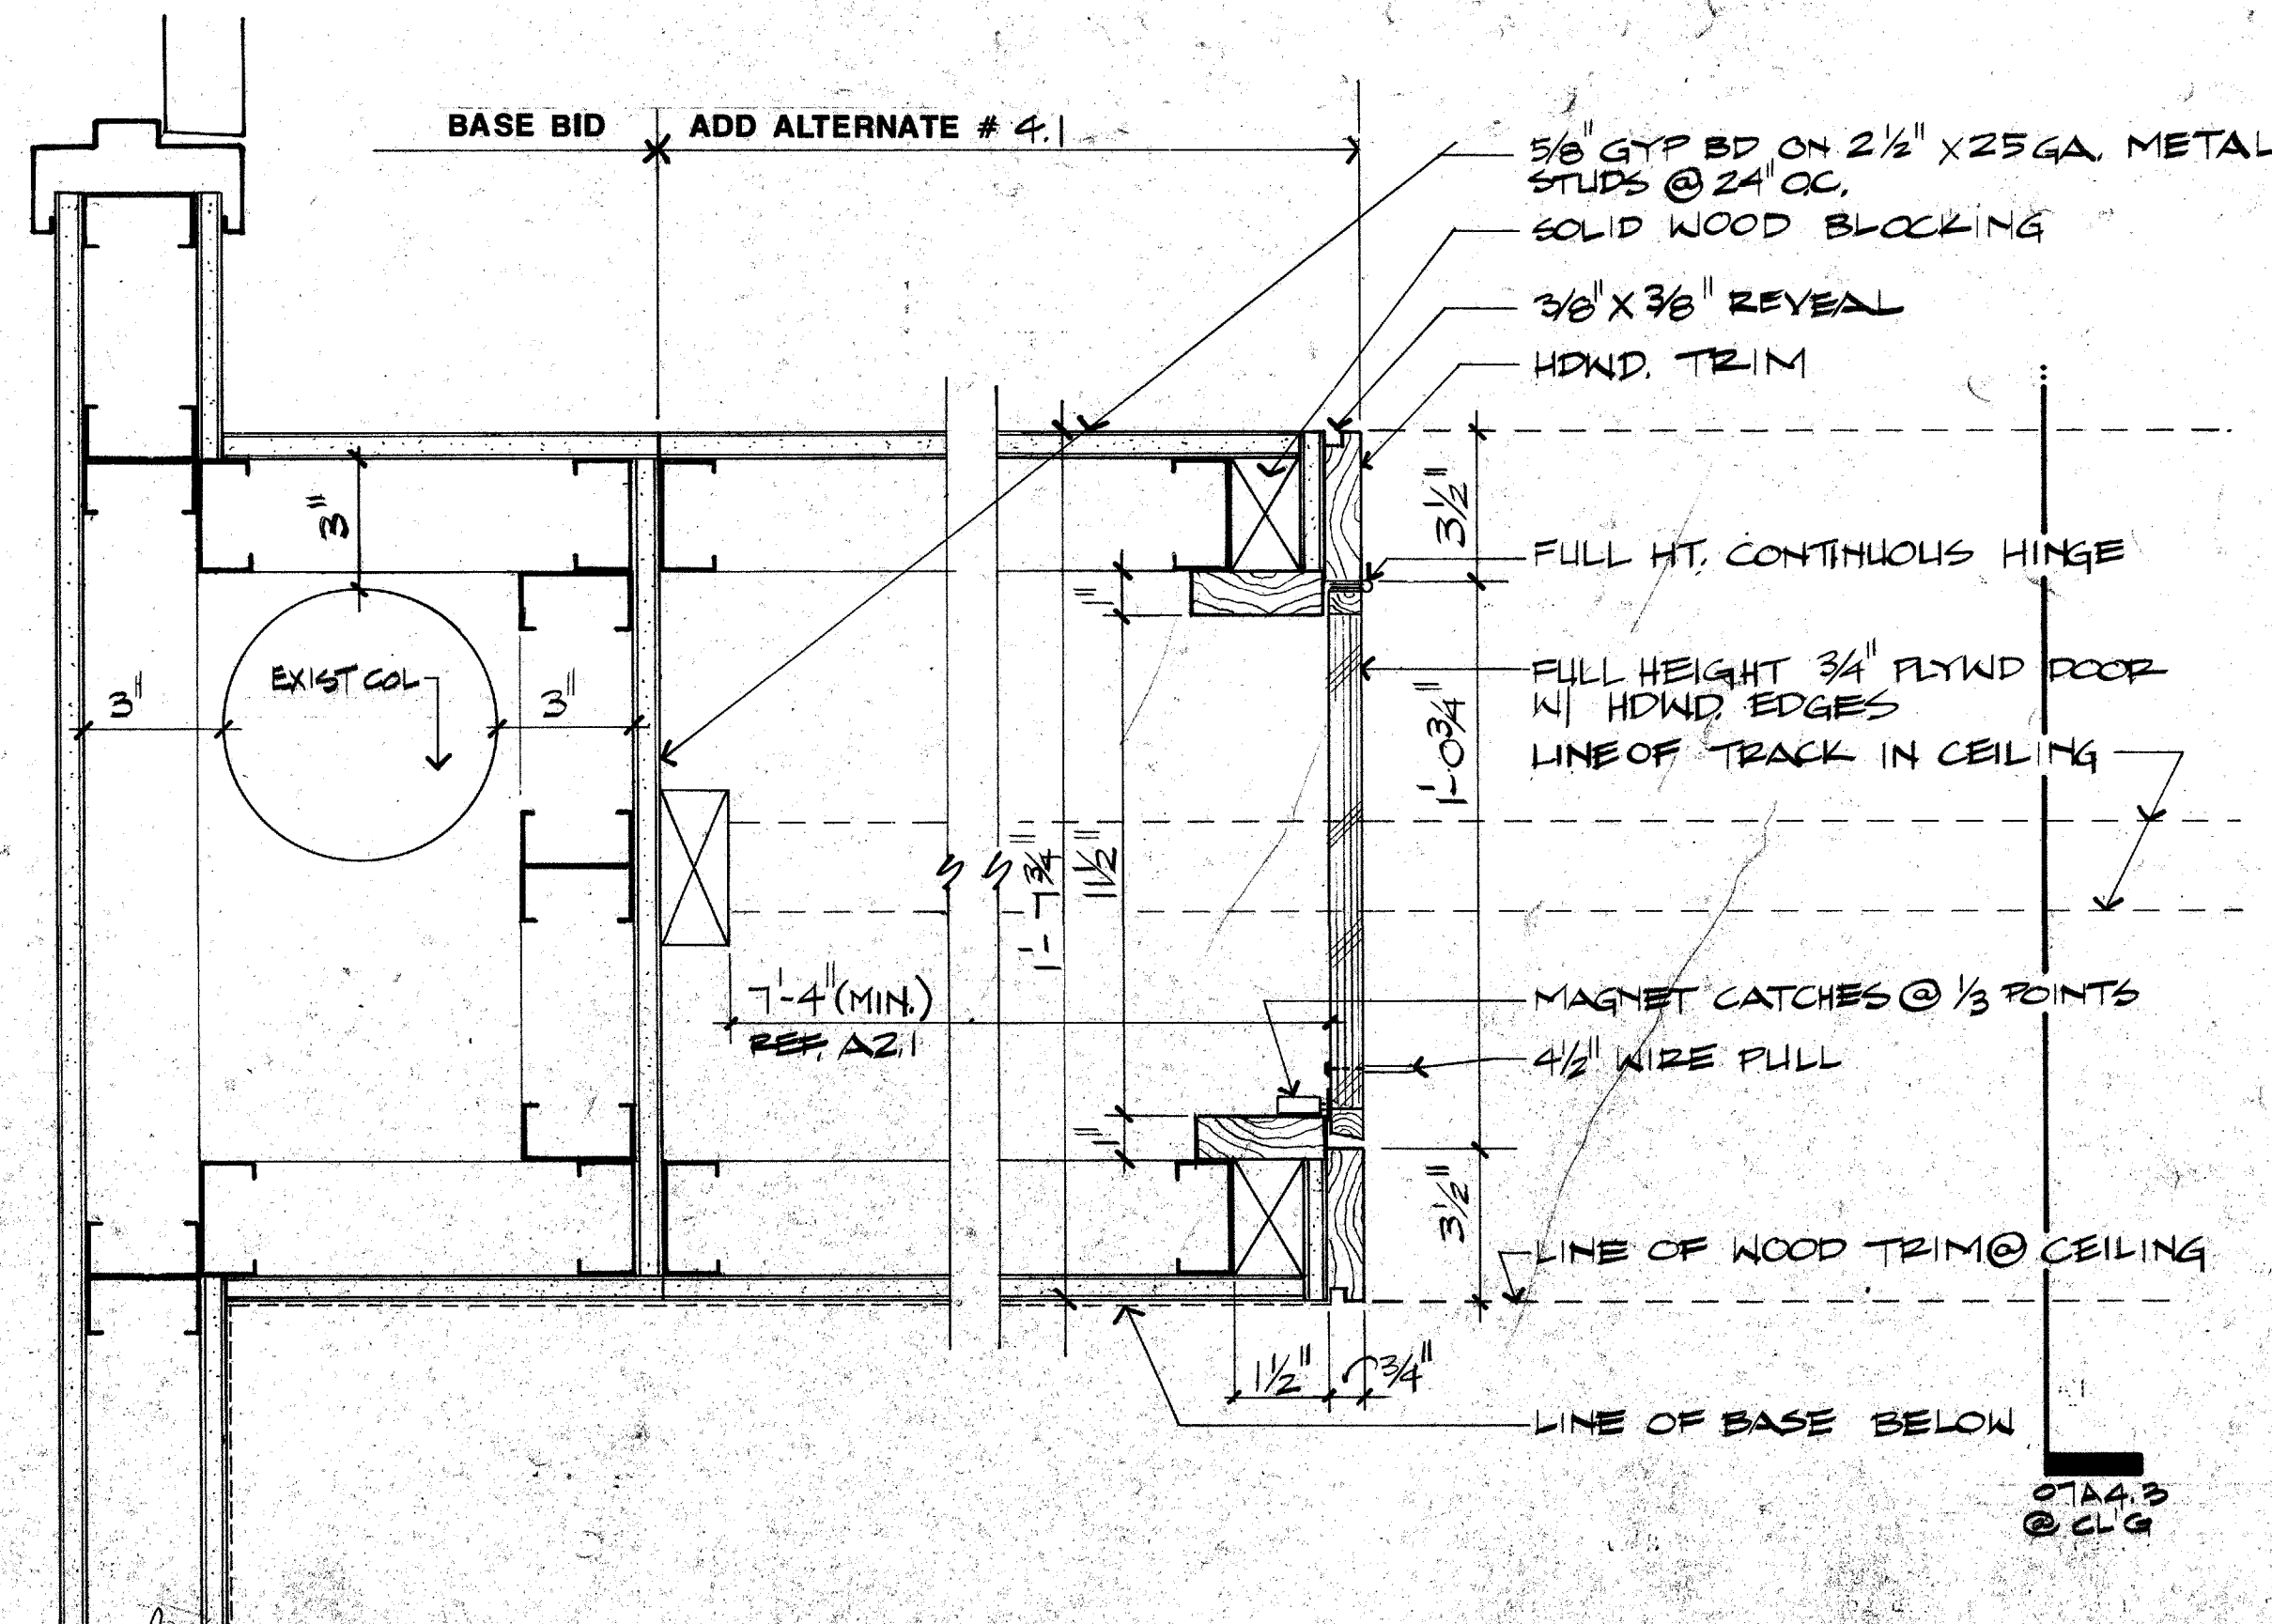 BASE BID
ADD ALTERNATE # 4.1
5/8" GYP BD ON 2½" X 25 GA. METAL
STUDS @ 24" O.C.
SOLID WOOD BLOCKING
3/8" X 3/8" REVEAL
HDWD. TRIM
3"
3½"
FULL HT. CONTINUOUS HINGE
1"
EXIST COL
3"
3"
FULL HEIGHT 3/4" PLYWD DOOR
W/ HDWD. EDGES
1'-0¾"
LINE OF TRACK IN CEILING
1'-7¾"
11½"
7'-4" (MIN.)
REF. A2.1
MAGNET CATCHES @ ⅓ POINTS
4½" WIRE PULL
1"
3½"
LINE OF WOOD TRIM @ CEILING
1½"
3/4"
LINE OF BASE BELOW
07A4.3
@ CL'G